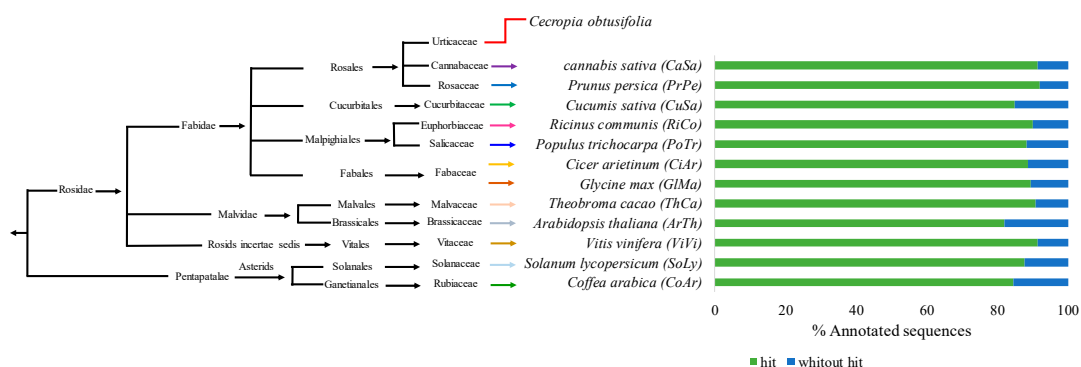 Cecropia obtusifolia
Urticaceae
Rosales
Cannabaceae
cannabis sativa (CaSa)
Rosaceae
Prunus persica (PrPe)
Cucurbitales
Cucurbitaceae
Cucumis sativa (CuSa)
Fabidae
Euphorbiaceae
Ricinus communis (RiCo)
Malpighiales
Salicaceae
Populus trichocarpa (PoTr)
Cicer arietinum (CiAr)
Fabales
Fabaceae
Glycine max (GlMa)
Rosidae
Malvales
Malvaceae
Theobroma cacao (ThCa)
Malvidae
Brassicales
Brassicaceae
Arabidopsis thaliana (ArTh)
Rosids incertae sedis
Vitales
Vitaceae
Vitis vinifera (ViVi)
Asterids
Solanales
Solanaceae
Solanum lycopersicum (SoLy)
Pentapatalae
Ganetianales
Rubiaceae
Coffea arabica (CoAr)
0 20 40 60 80 100
% Annotated sequences
hit whitout hit